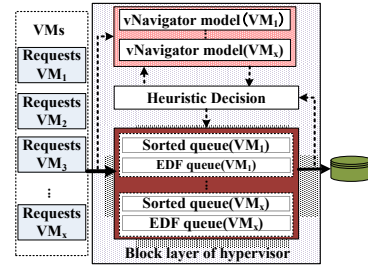 VMs
Requests
VM1
Requests
VM2
Requests
VM3
⋮
Requests
VMx
vNavigator model(VM1)
⋮
vNavigator model(VMx)
Heuristic Decision
Sorted queue(VM1)
EDF queue(VM1)
⋮
Sorted queue(VMx)
EDF queue(VMx)
Block layer of hypervisor